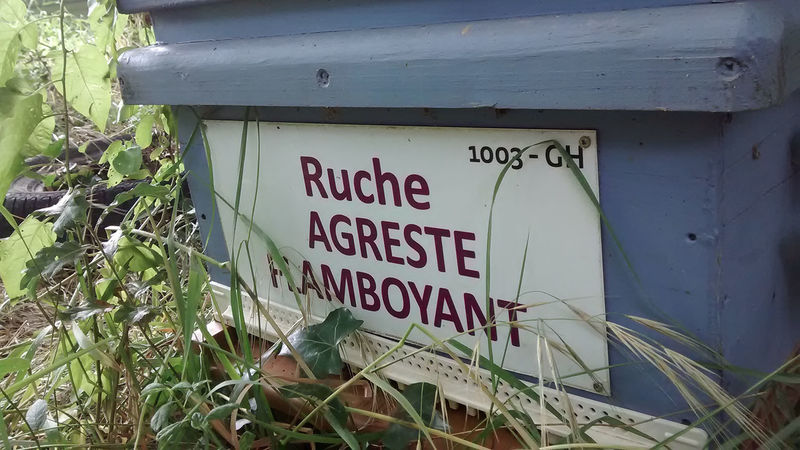 1003 - GH
Ruche
AGRESTE
FLAMBOYANT